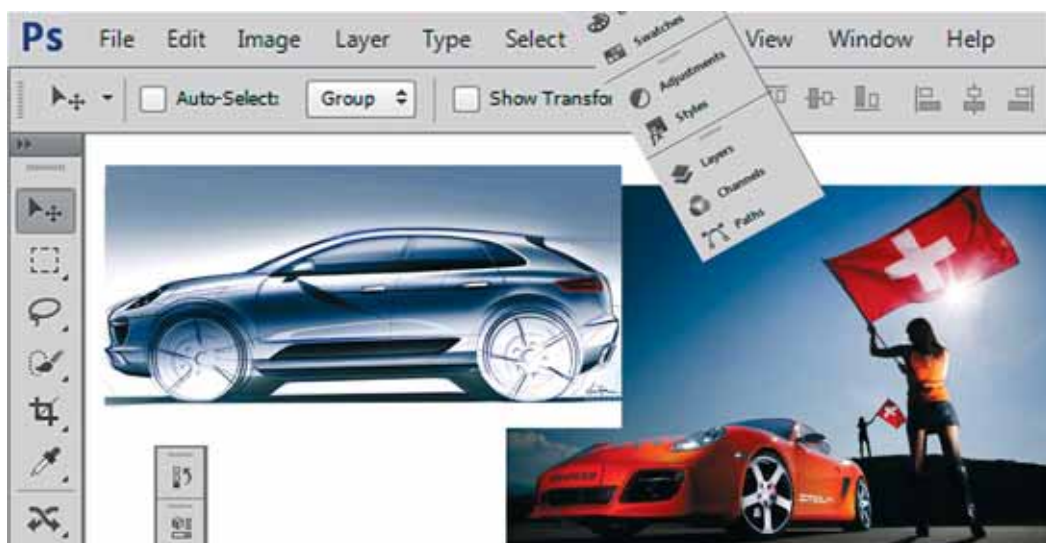 Ps File Edit Image Layer Type Select View Window Help
Auto-Select: Group Show Transfo
Swatches
Adjustments
Styles
Layers
Channels
Paths